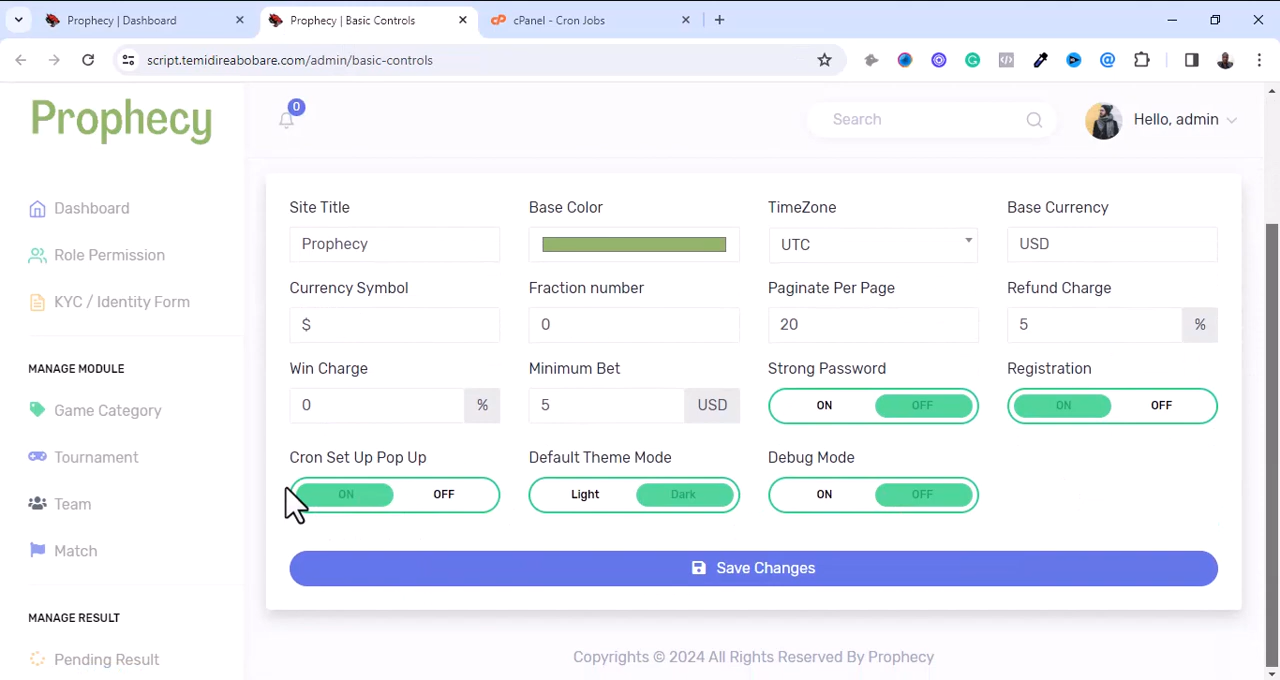 Prophecy | Dashboard
Prophecy | Basic Controls
cPanel - Cron Jobs
script.temidireabobare.com/admin/basic-controls
Prophecy
0
Search
Hello, admin
Dashboard
Role Permission
KYC / Identity Form
MANAGE MODULE
Game Category
Tournament
Team
Match
MANAGE RESULT
Pending Result
Site Title
Base Color
TimeZone
Base Currency
Prophecy
UTC
USD
Currency Symbol
Fraction number
Paginate Per Page
Refund Charge
$
0
20
5
%
Win Charge
Minimum Bet
Strong Password
Registration
0
%
5
USD
ON
OFF
ON
OFF
Cron Set Up Pop Up
Default Theme Mode
Debug Mode
ON
OFF
Light
Dark
ON
OFF
Save Changes
Copyrights © 2024 All Rights Reserved By Prophecy